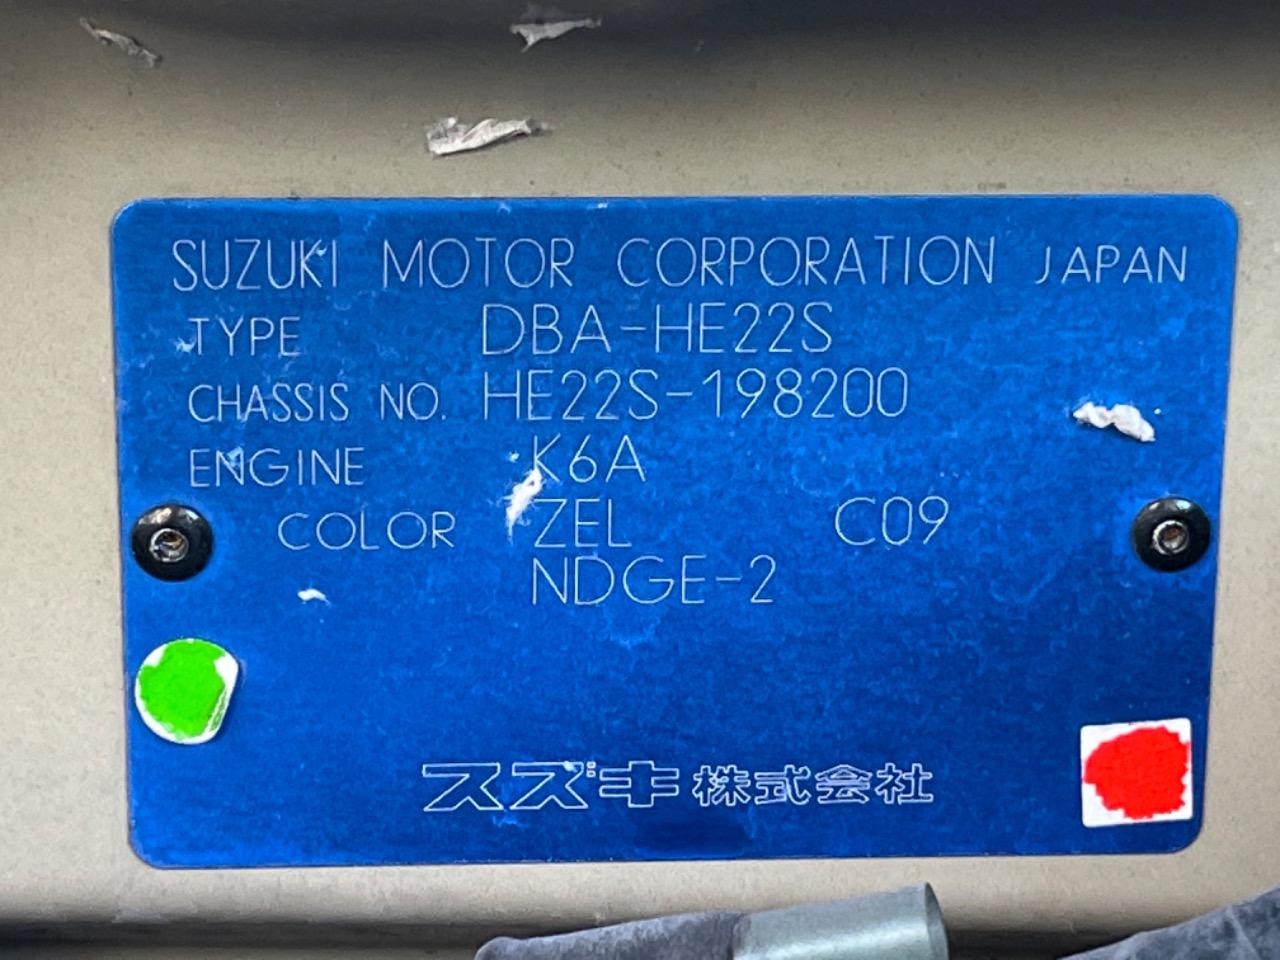 SUZUKI MOTOR CORPORATION JAPAN
TYPE DBA-HE22S
CHASSIS NO. HE22S-198200
ENGINE K6A
COLOR ZEL C09
NDGE-2
スズキ株式会社